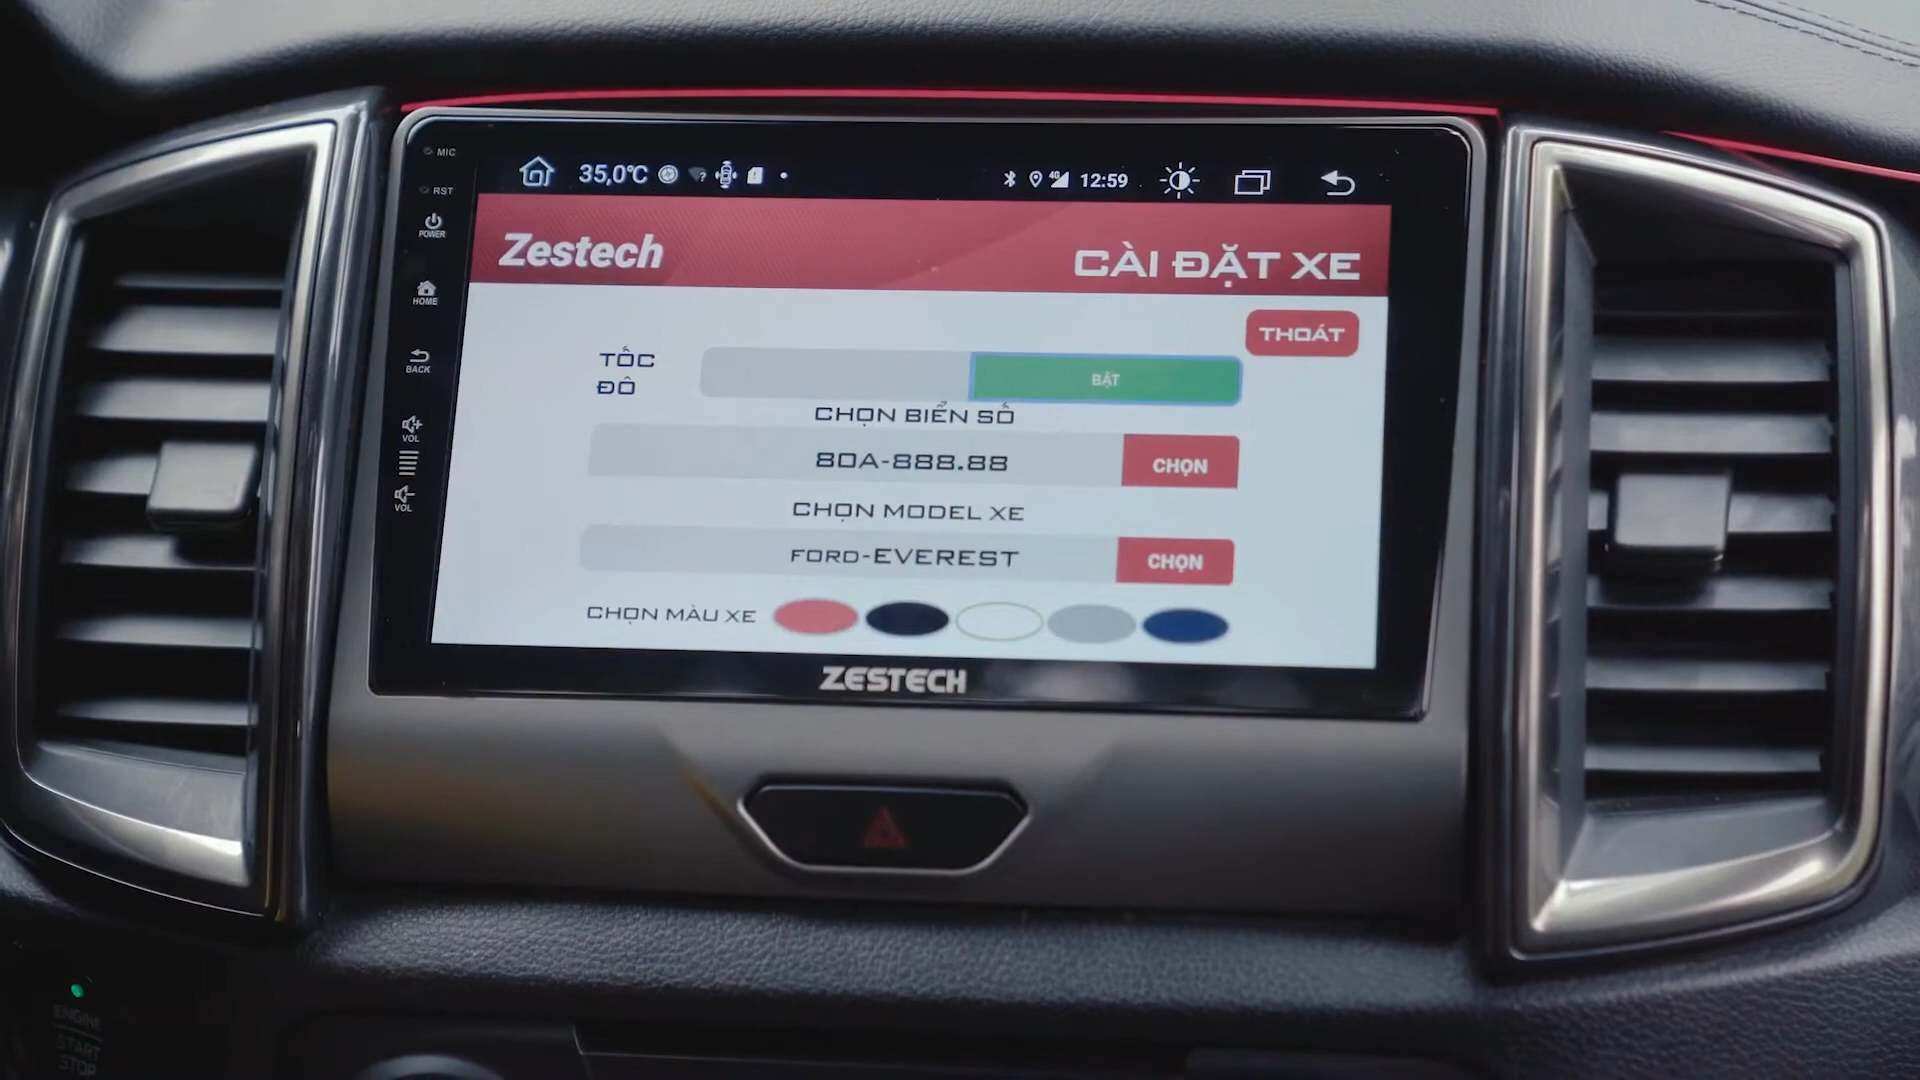 MIC
RST
POWER
HOME
BACK
VOL
VOL
35,0°C
4G 12:59
Zestech
CÀI ĐẶT XE
THOÁT
TỐC
ĐÔ
BẬT
CHỌN BIỂN SỐ
80A-888.88
CHỌN
CHỌN MODEL XE
FORD-EVEREST
CHỌN
CHỌN MÀU XE
ZESTECH
ENGINE
START
STOP